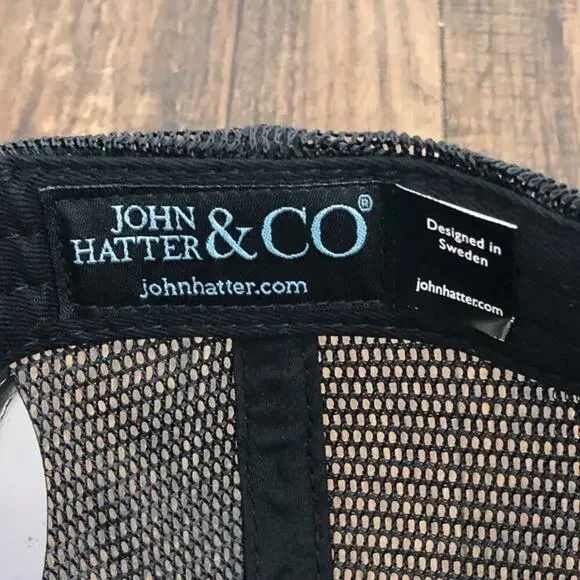 JOHN
HATTER & CO®
johnhatter.com
Designed in
Sweden
johnhatter.com